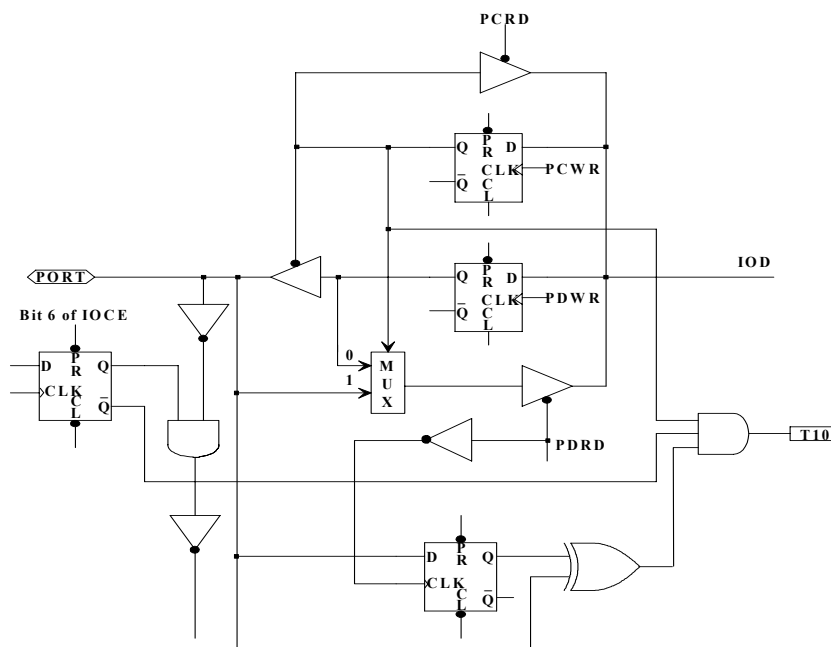 PCRD
Q PR D
CLK PCWR
Q̅ CL
PORT
IOD
Q PR D
CLK PDWR
Q̅ CL
Bit 6 of IOCE
D PR Q
CLK
CL Q̅
0
1
MUX
PDRD
T10
D PR Q
CLK
CL Q̅